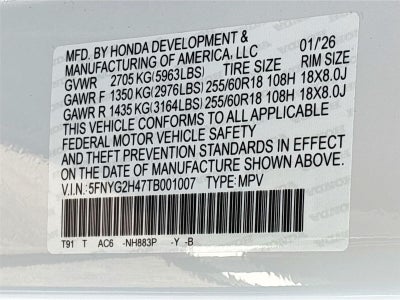 MFD. BY HONDA DEVELOPMENT &
MANUFACTURING OF AMERICA, LLC 01/'26
GVWR 2705 KG(5963LBS) TIRE SIZE RIM SIZE
GAWR F 1350 KG(2976LBS) 255/60R18 108H 18X8.0J
GAWR R 1435 KG(3164LBS) 255/60R18 108H 18X8.0J
THIS VEHICLE CONFORMS TO ALL APPLICABLE
FEDERAL MOTOR VEHICLE SAFETY
STANDARDS IN EFFECT ON THE DATE OF
MANUFACTURE SHOWN ABOVE.
V.I.N.: 5FNYG2H47TB001007 TYPE: MPV
T91 T AC6 -NH883P -Y -B